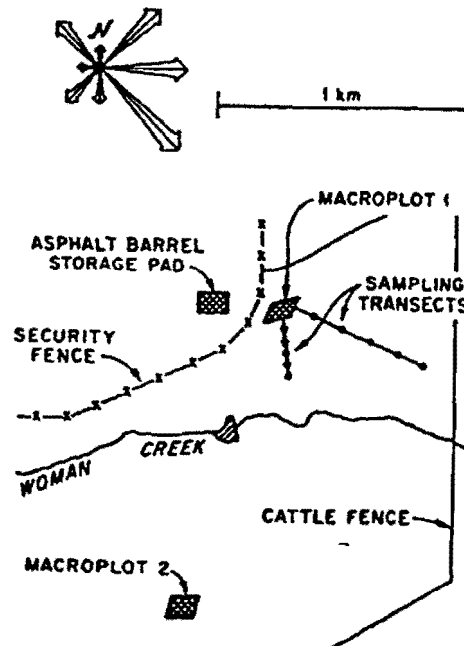 N
1 km
MACROPLOT 1
ASPHALT BARREL
STORAGE PAD
SAMPLING
TRANSECTS
SECURITY
FENCE
WOMAN CREEK
CATTLE FENCE
MACROPLOT 2